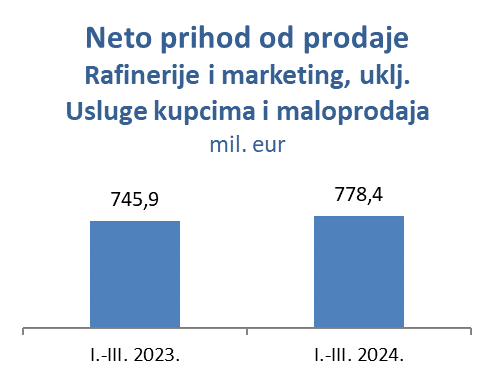 Neto prihod od prodaje
Rafinerije i marketing, uklj.
Usluge kupcima i maloprodaja
mil. eur
745,9
778,4
I.-III. 2023.
I.-III. 2024.